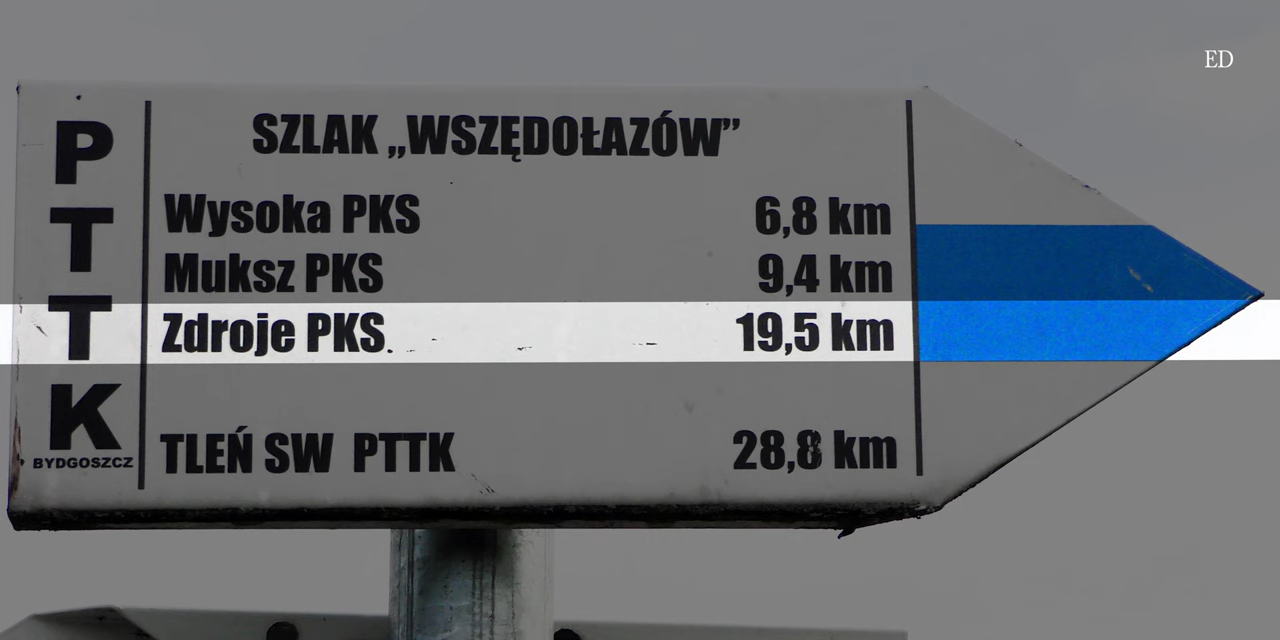 ED
PTTK
BYDGOSZCZ
SZLAK „WSZĘDOŁAZÓW”
Wysoka PKS 6,8 km
Muksz PKS 9,4 km
Zdroje PKS. 19,5 km
TLEŃ SW PTTK 28,8 km